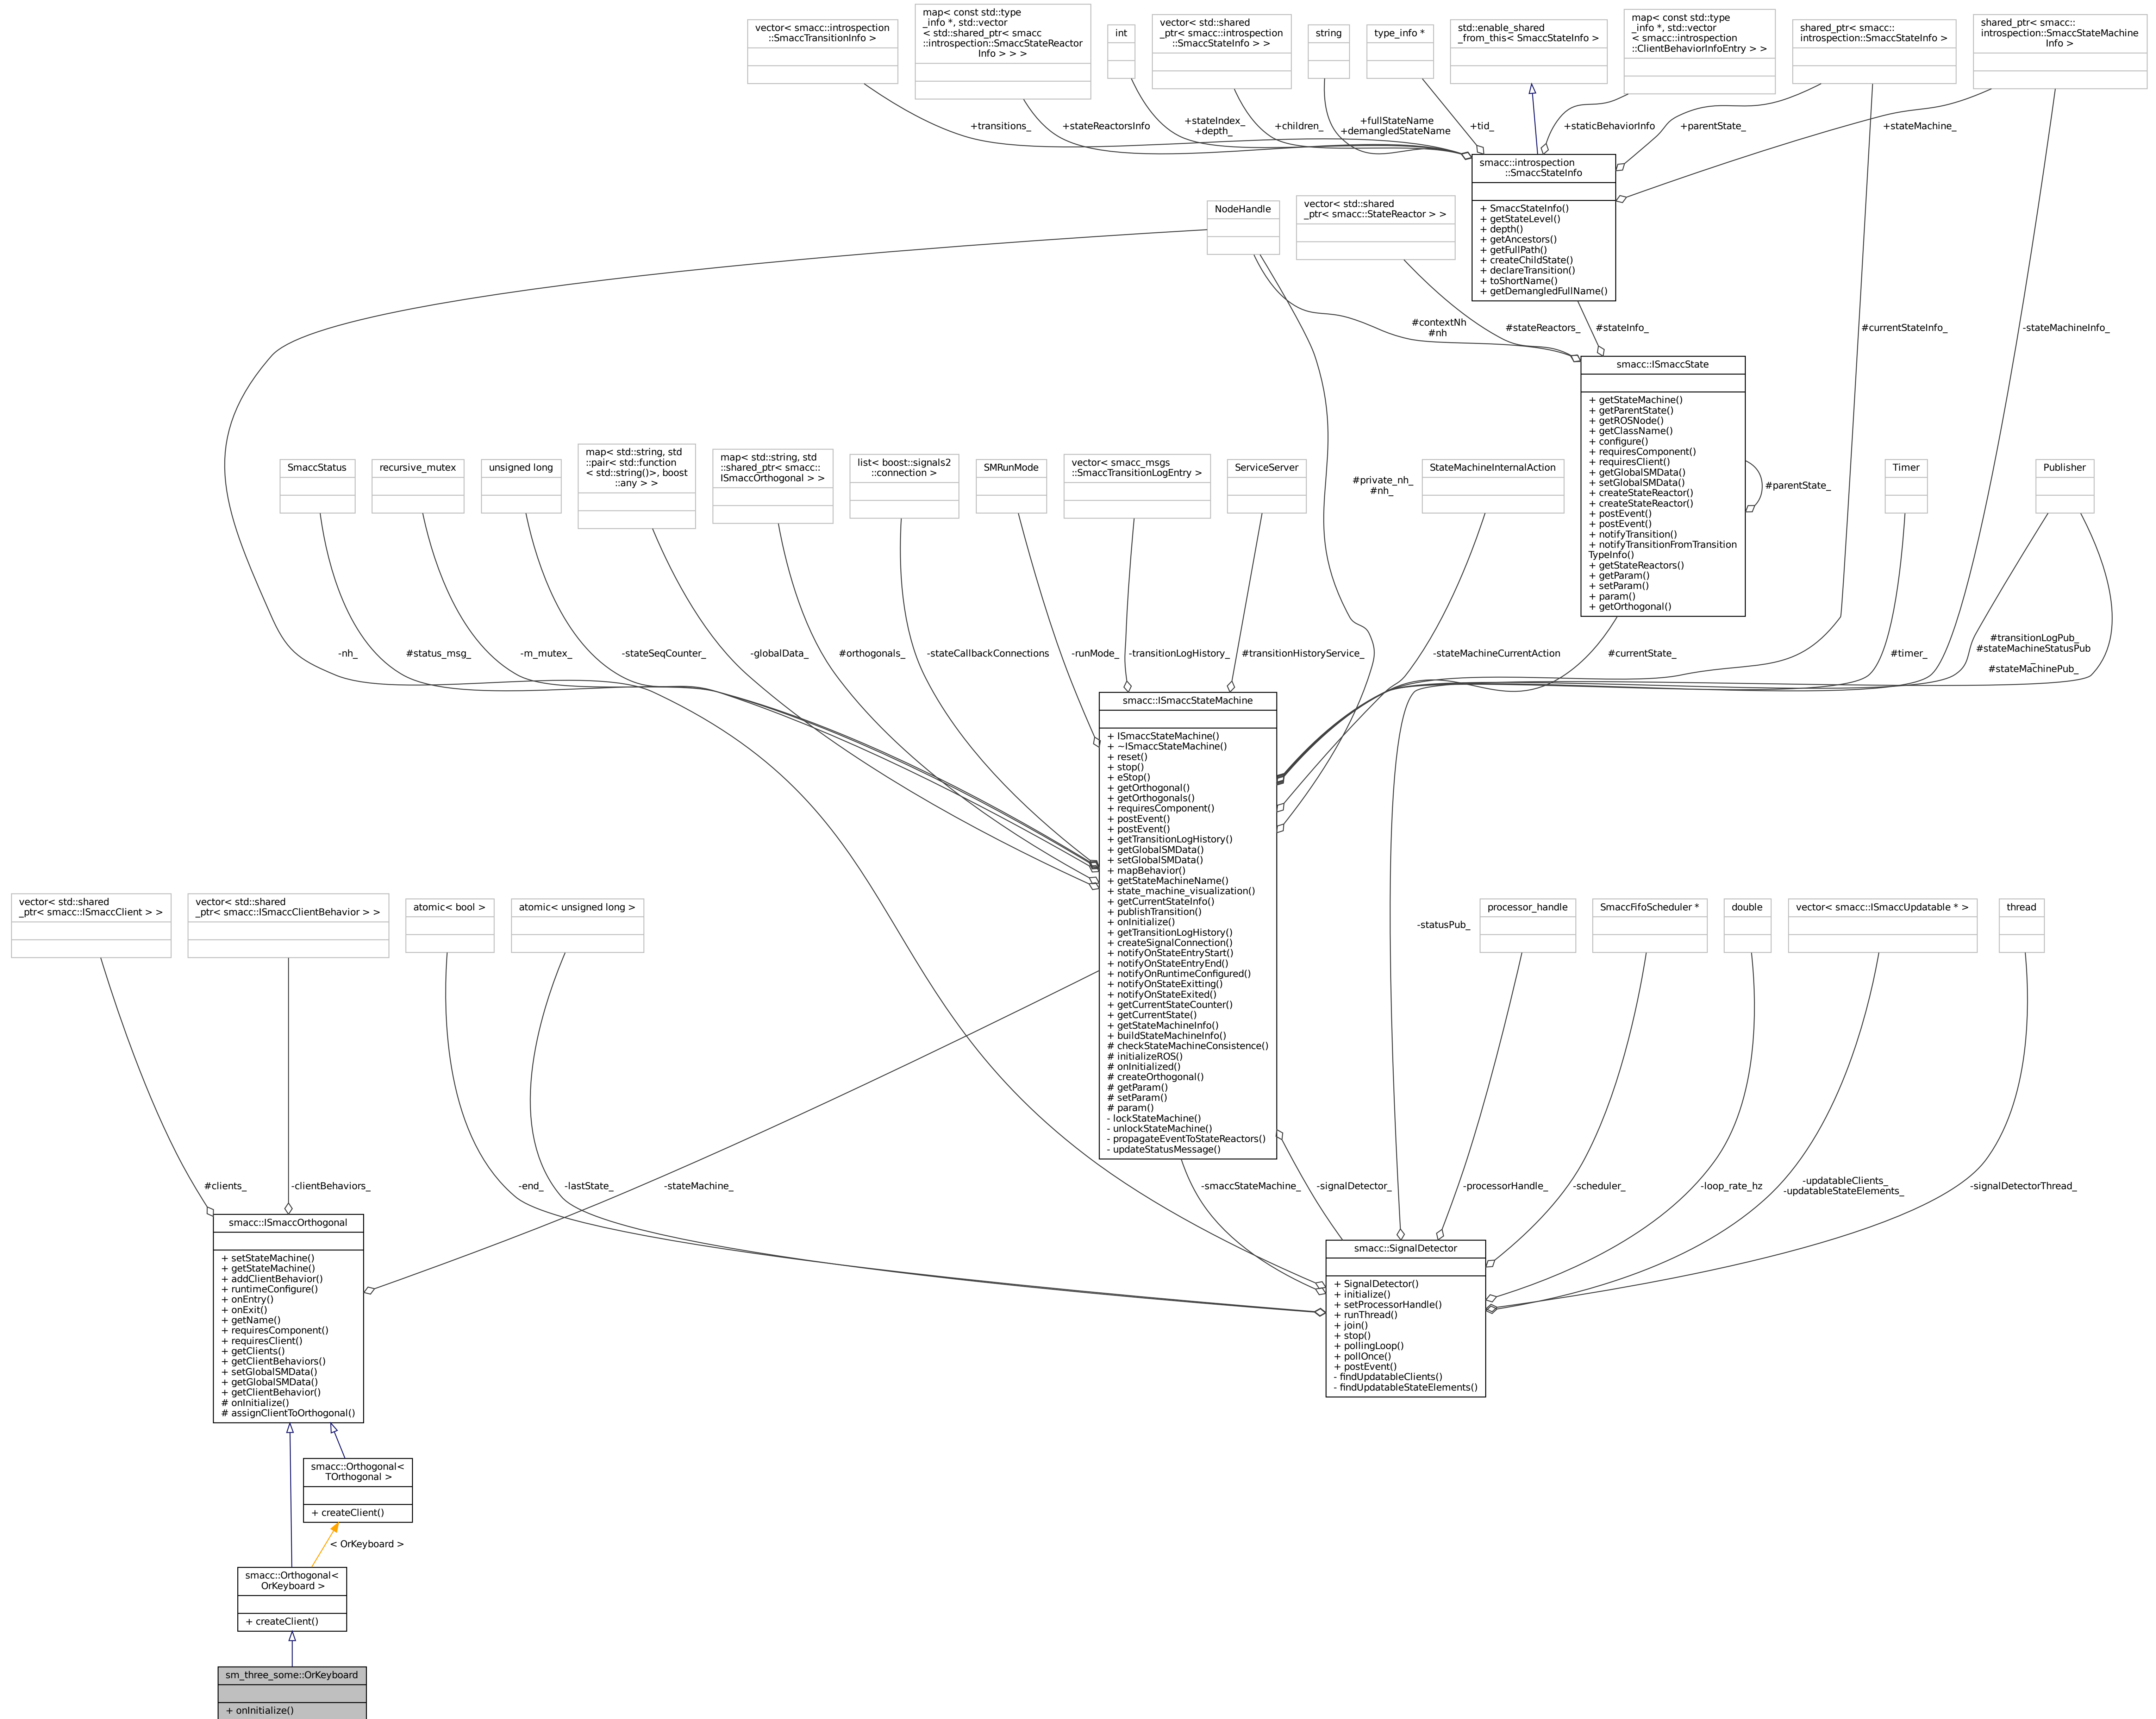 vector< smacc::introspection
::SmaccTransitionInfo >
map< const std::type
_info *, std::vector
< std::shared_ptr< smacc
::introspection::SmaccStateReactor
Info > > >
int
vector< std::shared
_ptr< smacc::introspection
::SmaccStateInfo > >
string
type_info *
std::enable_shared
_from_this< SmaccStateInfo >
map< const std::type
_info *, std::vector
< smacc::introspection
::ClientBehaviorInfoEntry > >
shared_ptr< smacc::
introspection::SmaccStateInfo >
shared_ptr< smacc::
introspection::SmaccStateMachine
Info >
+transitions_
+stateReactorsInfo
+stateIndex_
+depth_
+children_
+fullStateName
+demangledStateName
+tid_
+staticBehaviorInfo
+parentState_
+stateMachine_
smacc::introspection
::SmaccStateInfo
+ SmaccStateInfo()
+ getStateLevel()
+ depth()
+ getAncestors()
+ getFullPath()
+ createChildState()
+ declareTransition()
+ toShortName()
+ getDemangledFullName()
NodeHandle
vector< std::shared
_ptr< smacc::StateReactor > >
#contextNh
#nh
#stateReactors_
#stateInfo_
#currentStateInfo_
-stateMachineInfo_
smacc::ISmaccState
+ getStateMachine()
+ getParentState()
+ getROSNode()
+ getClassName()
+ configure()
+ requiresComponent()
+ requiresClient()
+ getGlobalSMData()
+ setGlobalSMData()
+ createStateReactor()
+ createStateReactor()
+ postEvent()
+ postEvent()
+ notifyTransition()
+ notifyTransitionFromTransition
TypeInfo()
+ getStateReactors()
+ getParam()
+ setParam()
+ param()
+ getOrthogonal()
#parentState_
SmaccStatus
recursive_mutex
unsigned long
map< std::string, std
::pair< std::function
< std::string()>, boost
::any > >
map< std::string, std
::shared_ptr< smacc::
ISmaccOrthogonal > >
list< boost::signals2
::connection >
SMRunMode
vector< smacc_msgs
::SmaccTransitionLogEntry >
ServiceServer
#private_nh_
#nh_
StateMachineInternalAction
Timer
Publisher
-nh_
#status_msg_
-m_mutex_
-stateSeqCounter_
-globalData_
#orthogonals_
-stateCallbackConnections
-runMode_
-transitionLogHistory_
#transitionHistoryService_
-stateMachineCurrentAction
#currentState_
#timer_
#transitionLogPub_
#stateMachineStatusPub
_
#stateMachinePub_
smacc::ISmaccStateMachine
+ ISmaccStateMachine()
+ ~ISmaccStateMachine()
+ reset()
+ stop()
+ eStop()
+ getOrthogonal()
+ getOrthogonals()
+ requiresComponent()
+ postEvent()
+ postEvent()
+ getTransitionLogHistory()
+ getGlobalSMData()
+ setGlobalSMData()
+ mapBehavior()
+ getStateMachineName()
+ state_machine_visualization()
+ getCurrentStateInfo()
+ publishTransition()
+ onInitialize()
+ getTransitionLogHistory()
+ createSignalConnection()
+ notifyOnStateEntryStart()
+ notifyOnStateEntryEnd()
+ notifyOnRuntimeConfigured()
+ notifyOnStateExitting()
+ notifyOnStateExited()
+ getCurrentStateCounter()
+ getCurrentState()
+ getStateMachineInfo()
+ buildStateMachineInfo()
# checkStateMachineConsistence()
# initializeROS()
# onInitialized()
# createOrthogonal()
# getParam()
# setParam()
# param()
- lockStateMachine()
- unlockStateMachine()
- propagateEventToStateReactors()
- updateStatusMessage()
vector< std::shared
_ptr< smacc::ISmaccClient > >
vector< std::shared
_ptr< smacc::ISmaccClientBehavior > >
atomic< bool >
atomic< unsigned long >
-statusPub_
processor_handle
SmaccFifoScheduler *
double
vector< smacc::ISmaccUpdatable * >
thread
#clients_
-clientBehaviors_
-end_
-lastState_
-stateMachine_
-smaccStateMachine_
-signalDetector_
-processorHandle_
-scheduler_
-loop_rate_hz
-updatableClients_
-updatableStateElements_
-signalDetectorThread_
smacc::ISmaccOrthogonal
+ setStateMachine()
+ getStateMachine()
+ addClientBehavior()
+ runtimeConfigure()
+ onEntry()
+ onExit()
+ getName()
+ requiresComponent()
+ requiresClient()
+ getClients()
+ getClientBehaviors()
+ setGlobalSMData()
+ getGlobalSMData()
+ getClientBehavior()
# onInitialize()
# assignClientToOrthogonal()
smacc::SignalDetector
+ SignalDetector()
+ initialize()
+ setProcessorHandle()
+ runThread()
+ join()
+ stop()
+ pollingLoop()
+ pollOnce()
+ postEvent()
- findUpdatableClients()
- findUpdatableStateElements()
smacc::Orthogonal<
TOrthogonal >
+ createClient()
< OrKeyboard >
smacc::Orthogonal<
OrKeyboard >
+ createClient()
sm_three_some::OrKeyboard
+ onInitialize()